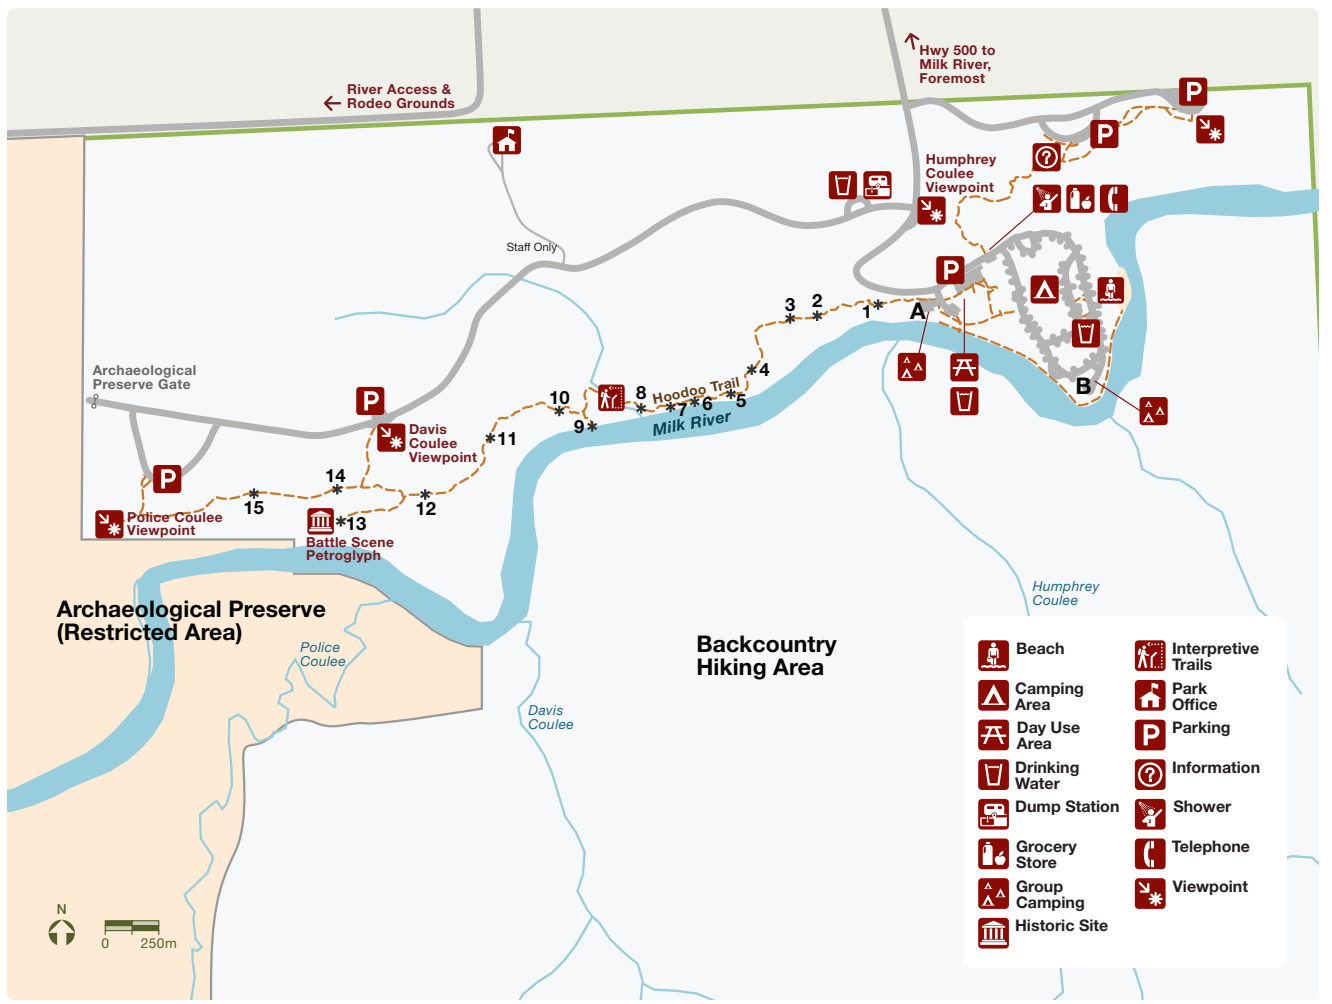 River Access &
Rodeo Grounds
Hwy 500 to
Milk River,
Foremost
P
P
?
Humphrey
Coulee
Viewpoint
Staff Only
P
A
B
1
2
3
4
5
6
7
8
9
10
11
12
13
14
15
Hoodoo Trail
Milk River
Archaeological
Preserve Gate
P
Davis
Coulee
Viewpoint
P
Police Coulee
Viewpoint
Battle Scene
Petroglyph
Archaeological Preserve
(Restricted Area)
Police
Coulee
Davis
Coulee
Backcountry
Hiking Area
Humphrey
Coulee
Beach
Camping
Area
Day Use
Area
Drinking
Water
Dump Station
Grocery
Store
Group
Camping
Historic Site
Interpretive
Trails
Park
Office
P
Parking
?
Information
Shower
Telephone
Viewpoint
N
0 250m